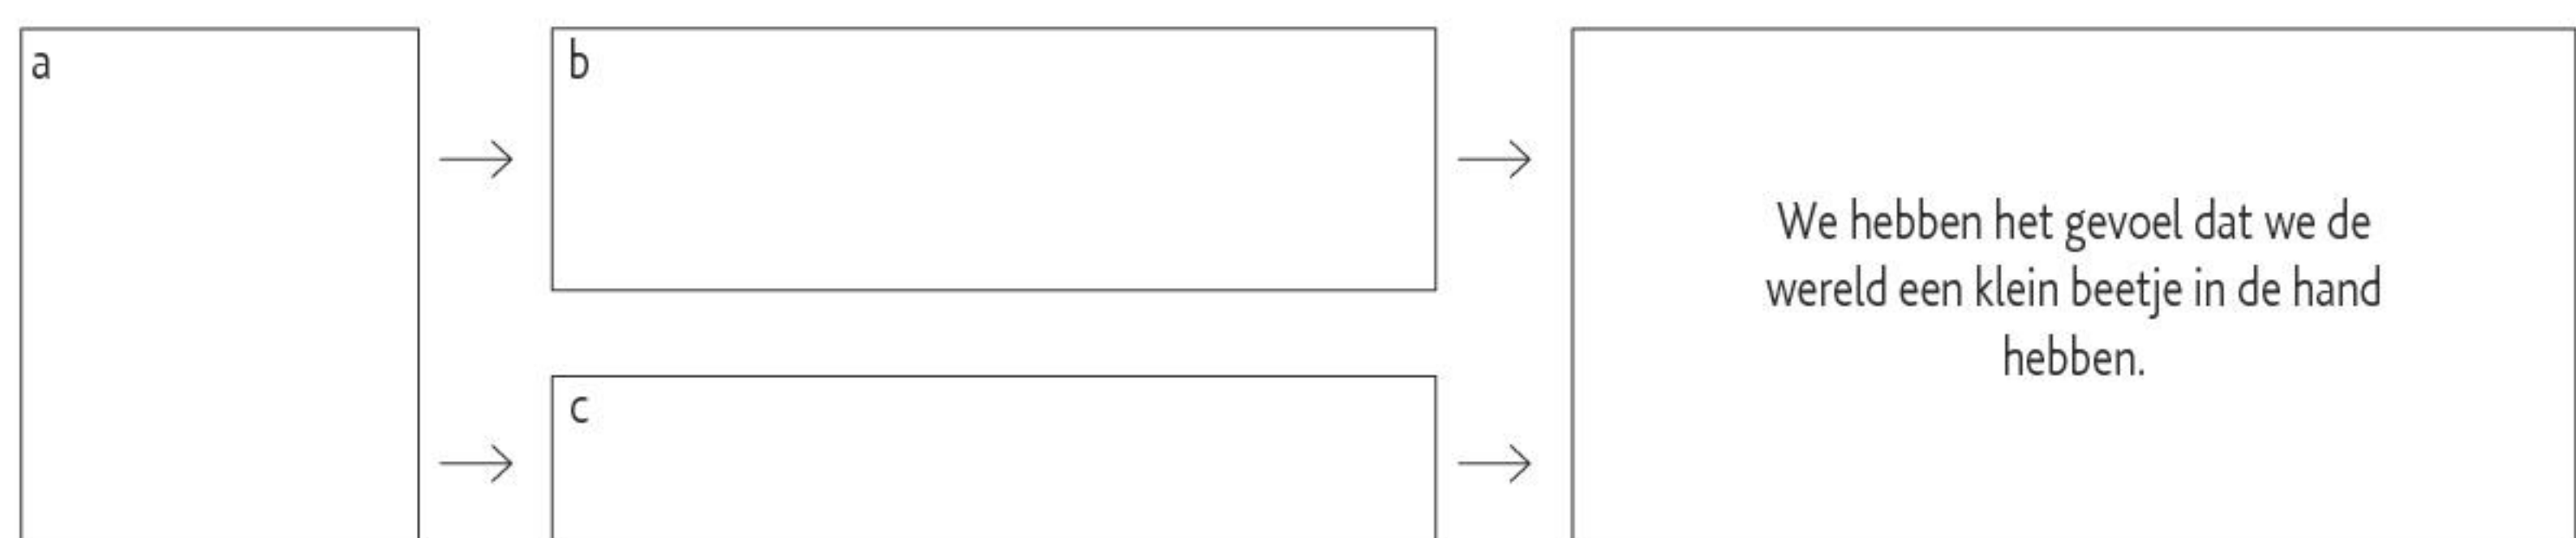 a
b
c
We hebben het gevoel dat we de
wereld een klein beetje in de hand
hebben.